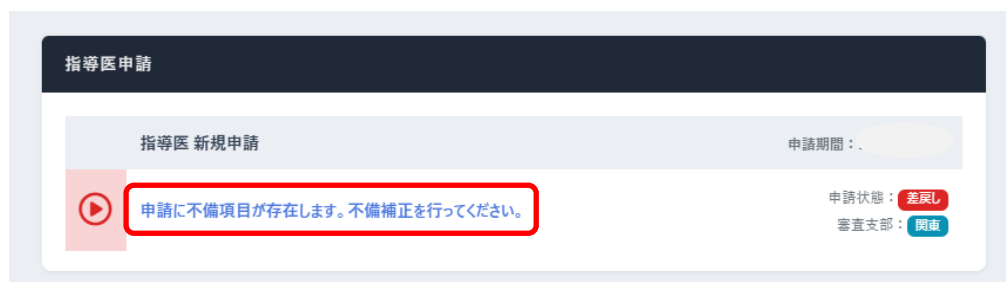 指導医申請
指導医 新規申請
申請期間：.
申請に不備項目が存在します。不備補正を行ってください。
申請状態：差戻し
審査支部：関東